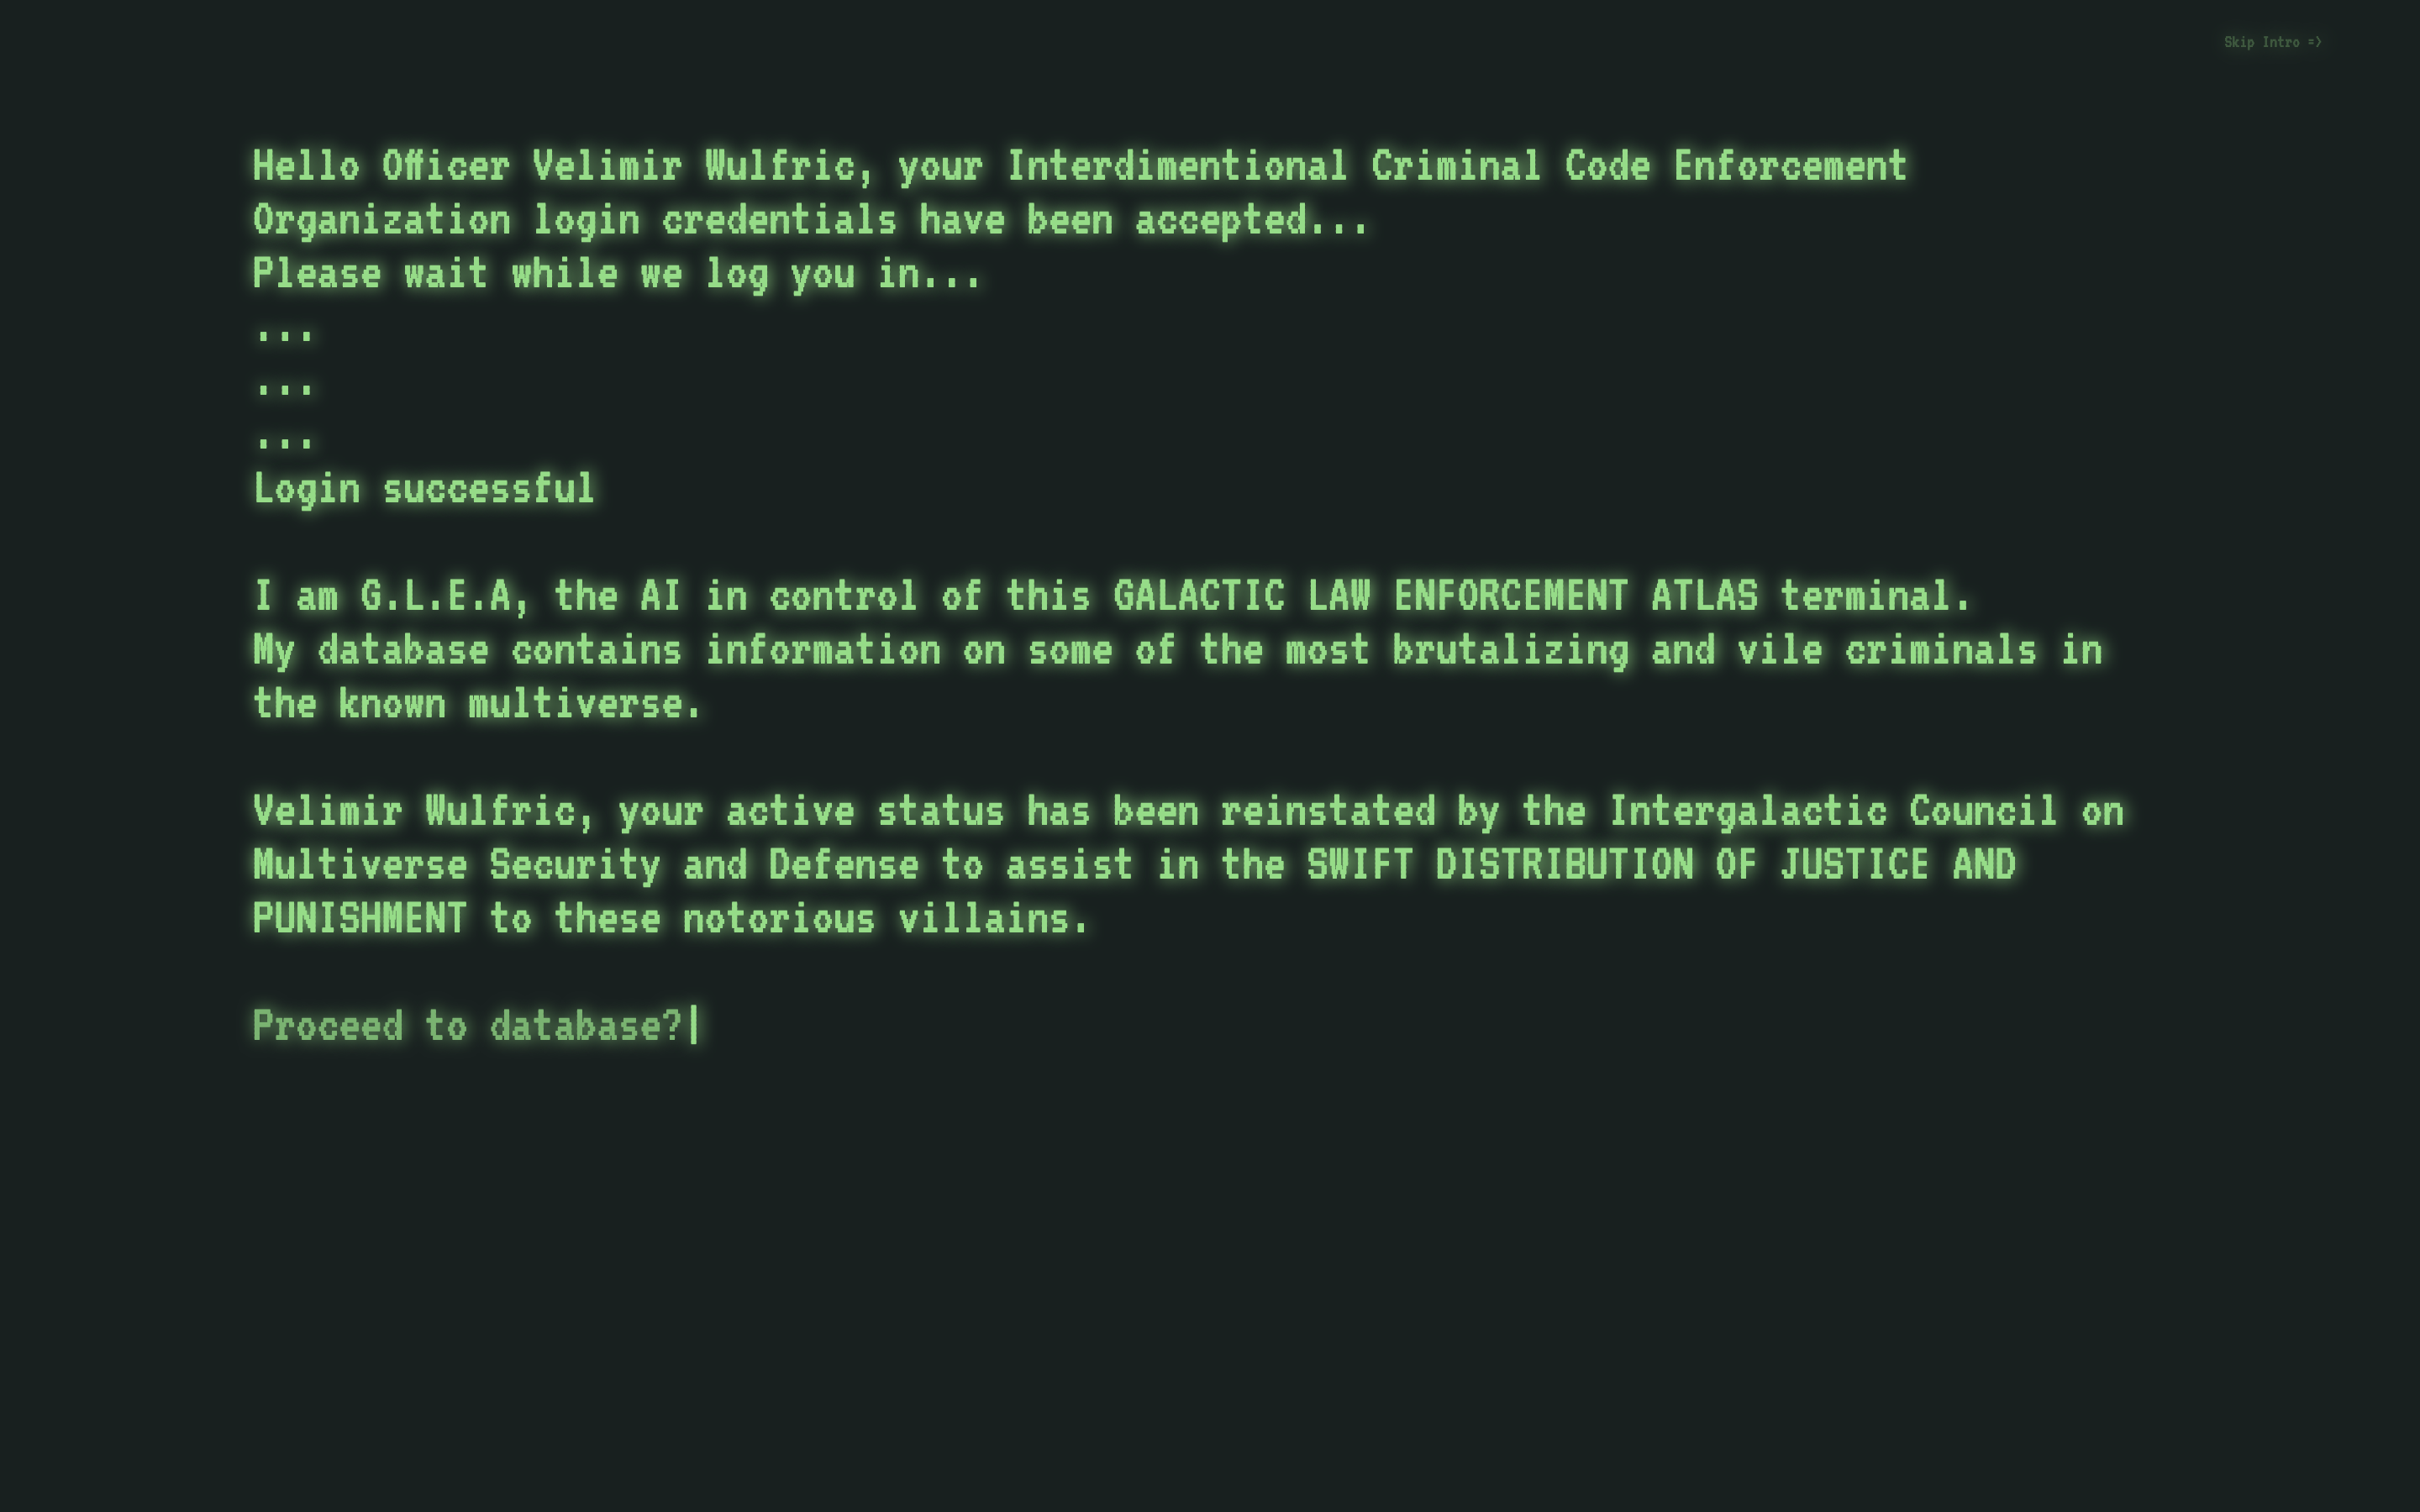 Skip Intro =>
Hello Officer Velimir Wulfric, your Interdimentional Criminal Code Enforcement
Organization login credentials have been accepted...
Please wait while we log you in...
...
...
...
Login successful
I am G.L.E.A, the AI in control of this GALACTIC LAW ENFORCEMENT ATLAS terminal.
My database contains information on some of the most brutalizing and vile criminals in
the known multiverse.
Velimir Wulfric, your active status has been reinstated by the Intergalactic Council on
Multiverse Security and Defense to assist in the SWIFT DISTRIBUTION OF JUSTICE AND
PUNISHMENT to these notorious villains.
Proceed to database?